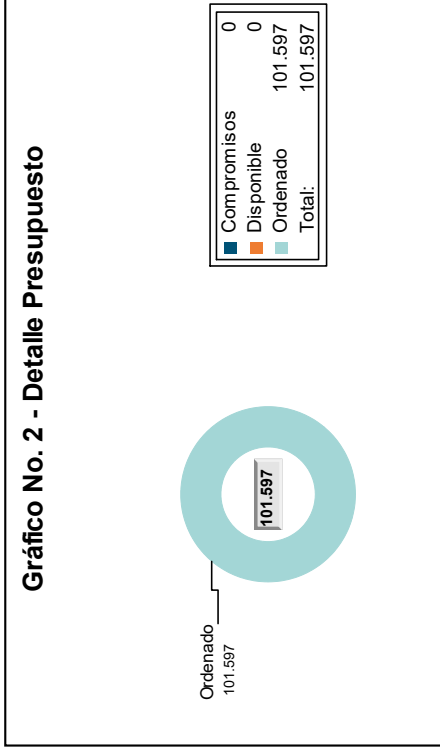 Gráfico No. 2 - Detalle Presupuesto
Ordenado
101.597
101.597
Compromisos 0
Disponible 0
Ordenado 101.597
Total: 101.597